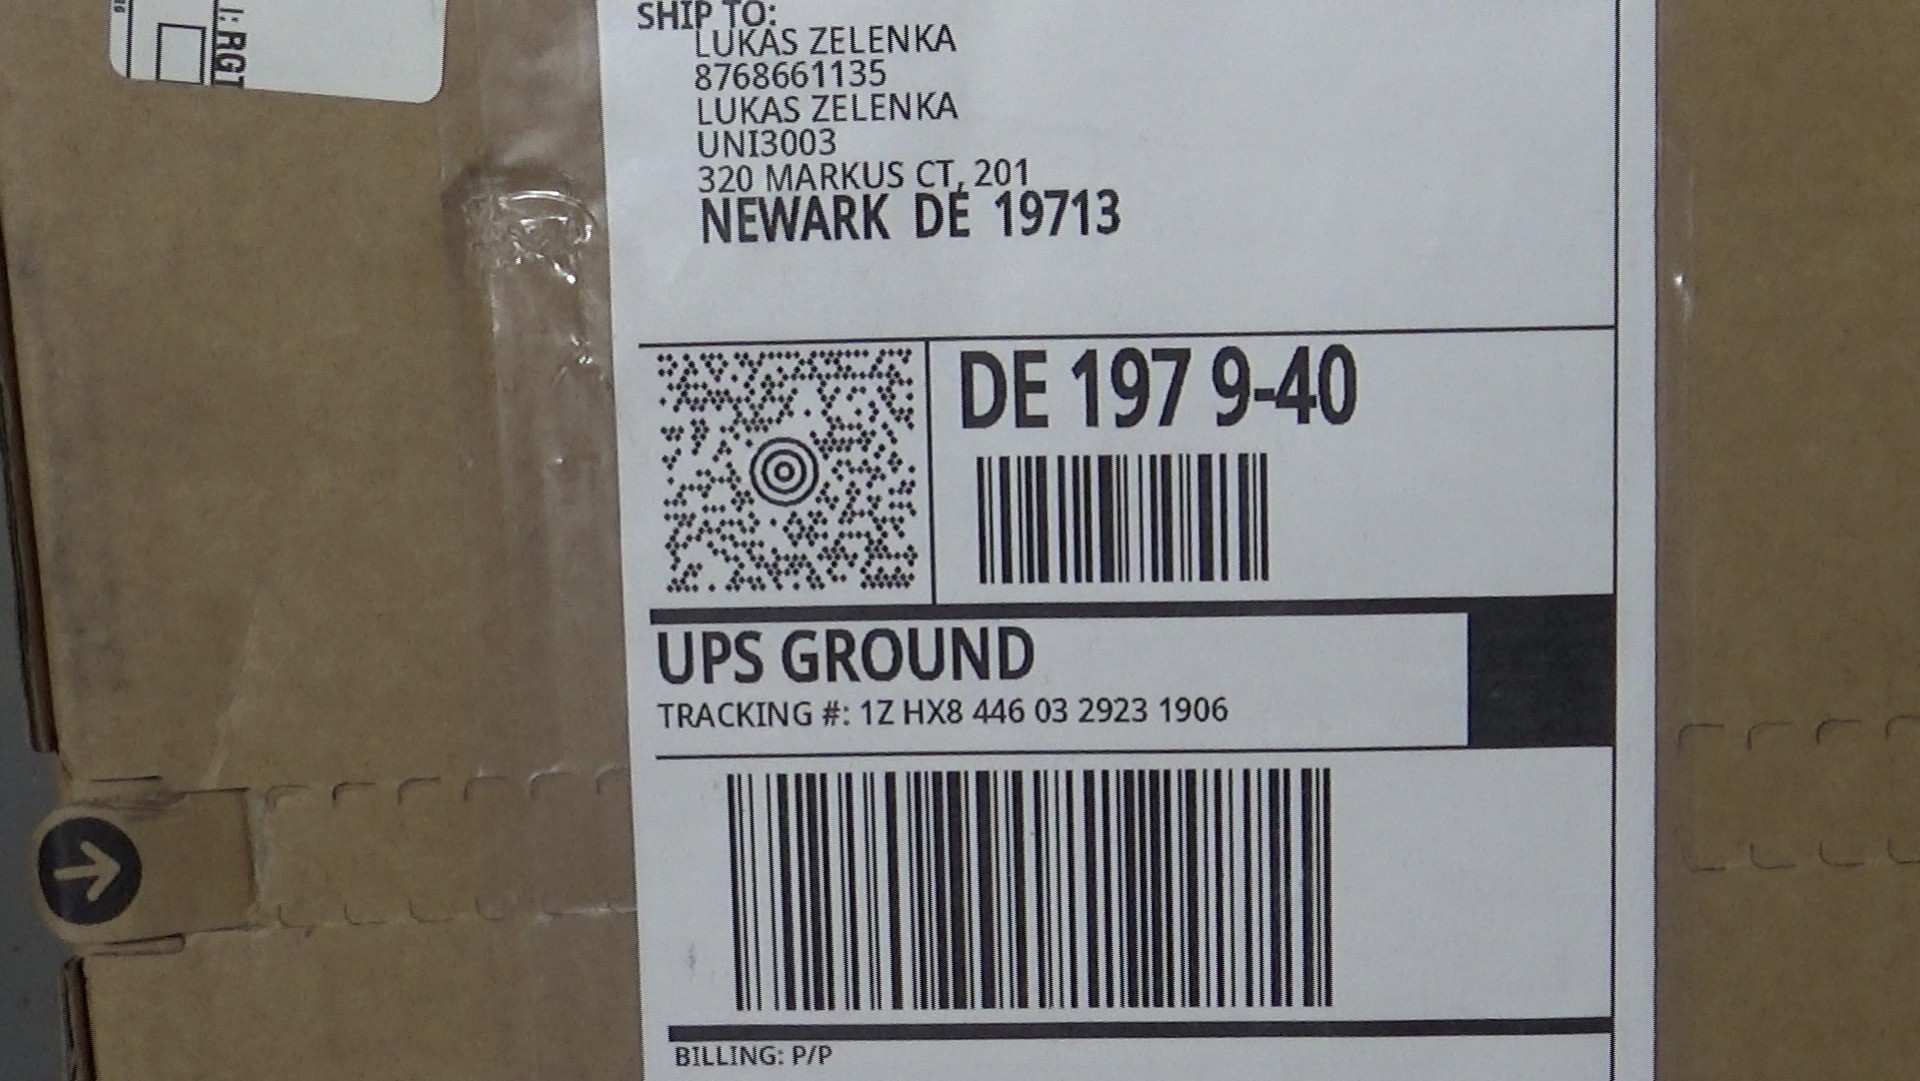 I: RGT
SHIP TO:
LUKAS ZELENKA
8768661135
LUKAS ZELENKA
UNI3003
320 MARKUS CT, 201
NEWARK DE 19713
DE 197 9-40
UPS GROUND
TRACKING #: 1Z HX8 446 03 2923 1906
BILLING: P/P